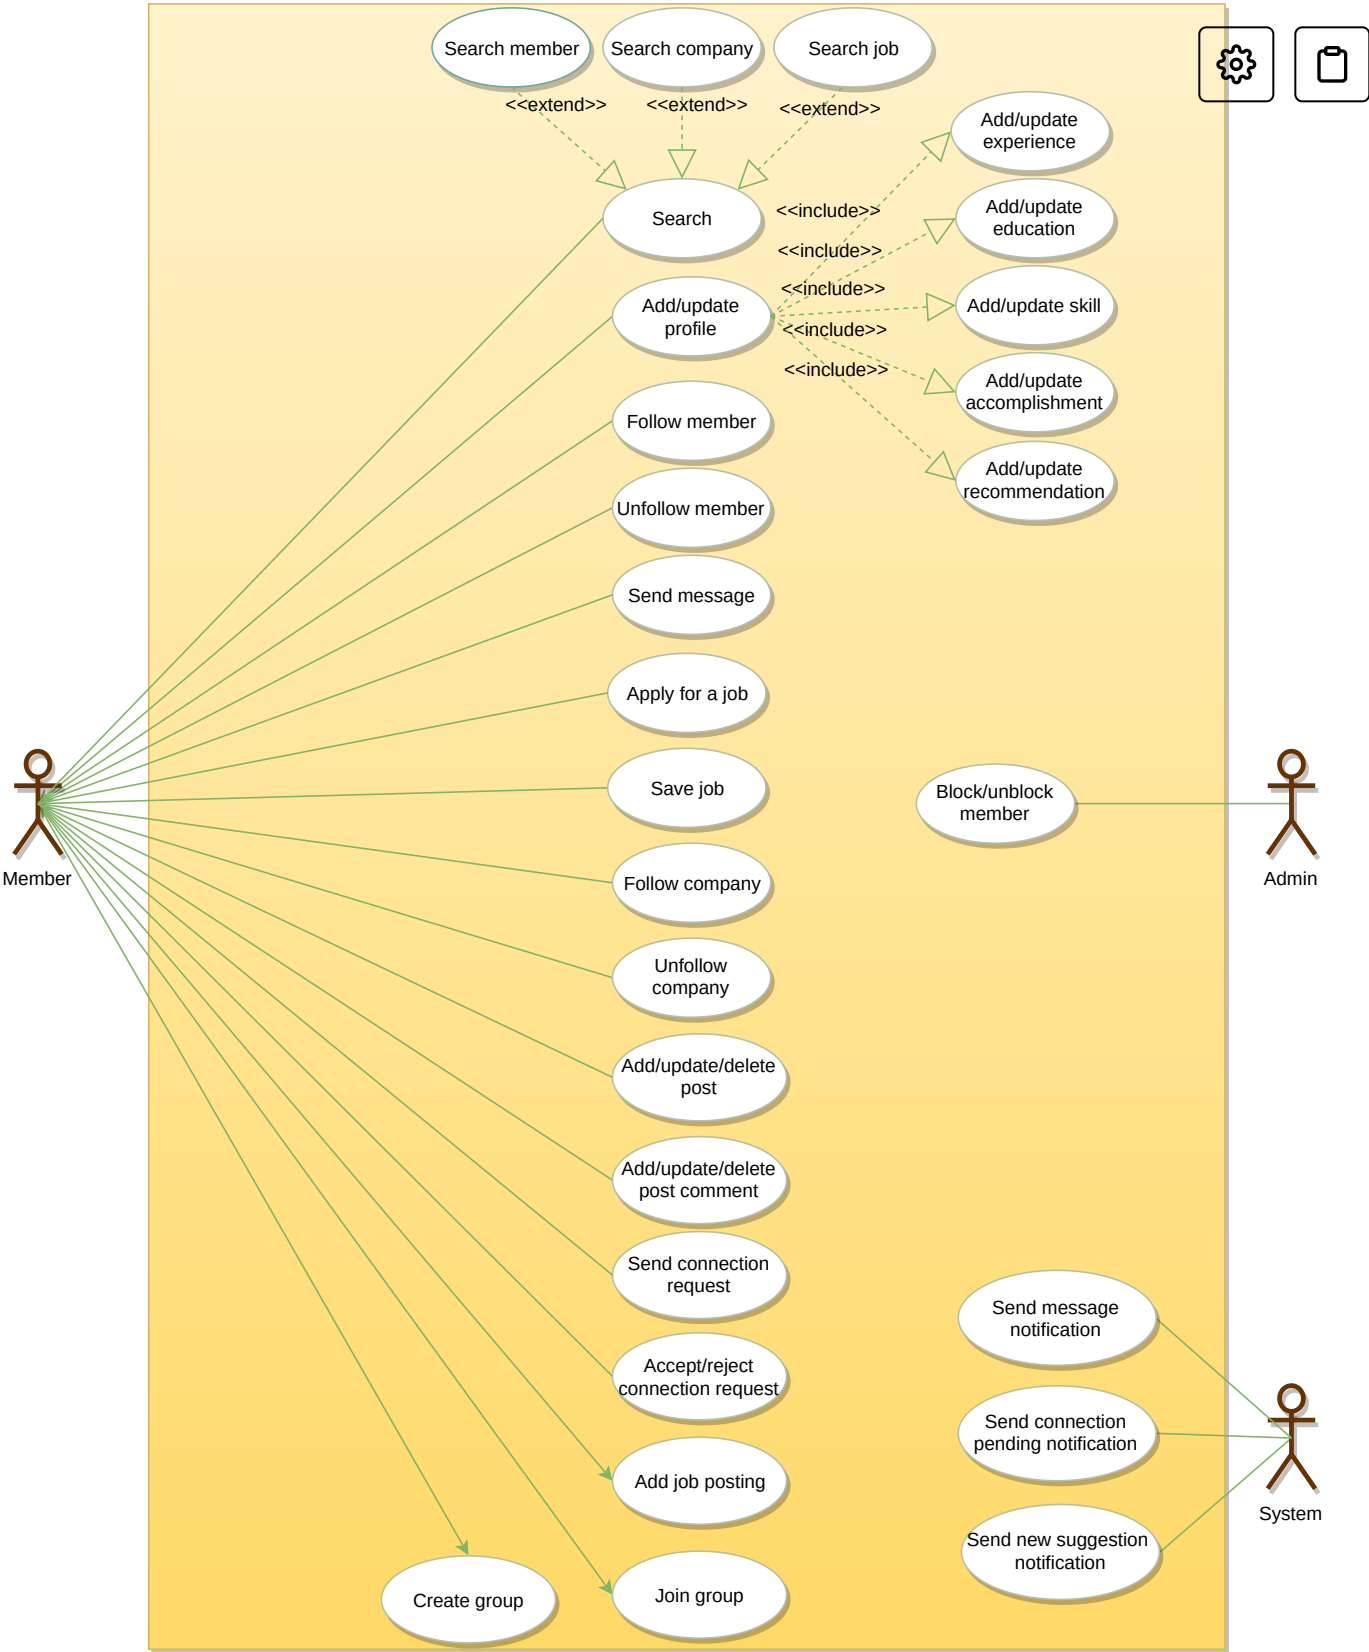 Search member
Search company
Search job
<<extend>>
<<extend>>
<<extend>>
Add/update
experience
Search
<<include>>
Add/update
education
<<include>>
Add/update
profile
<<include>>
Add/update skill
<<include>>
<<include>>
Add/update
accomplishment
Follow member
Add/update
recommendation
Unfollow member
Send message
Apply for a job
Save job
Block/unblock
member
Member
Admin
Follow company
Unfollow
company
Add/update/delete
post
Add/update/delete
post comment
Send connection
request
Send message
notification
Accept/reject
connection request
Send connection
pending notification
Add job posting
System
Send new suggestion
notification
Create group
Join group